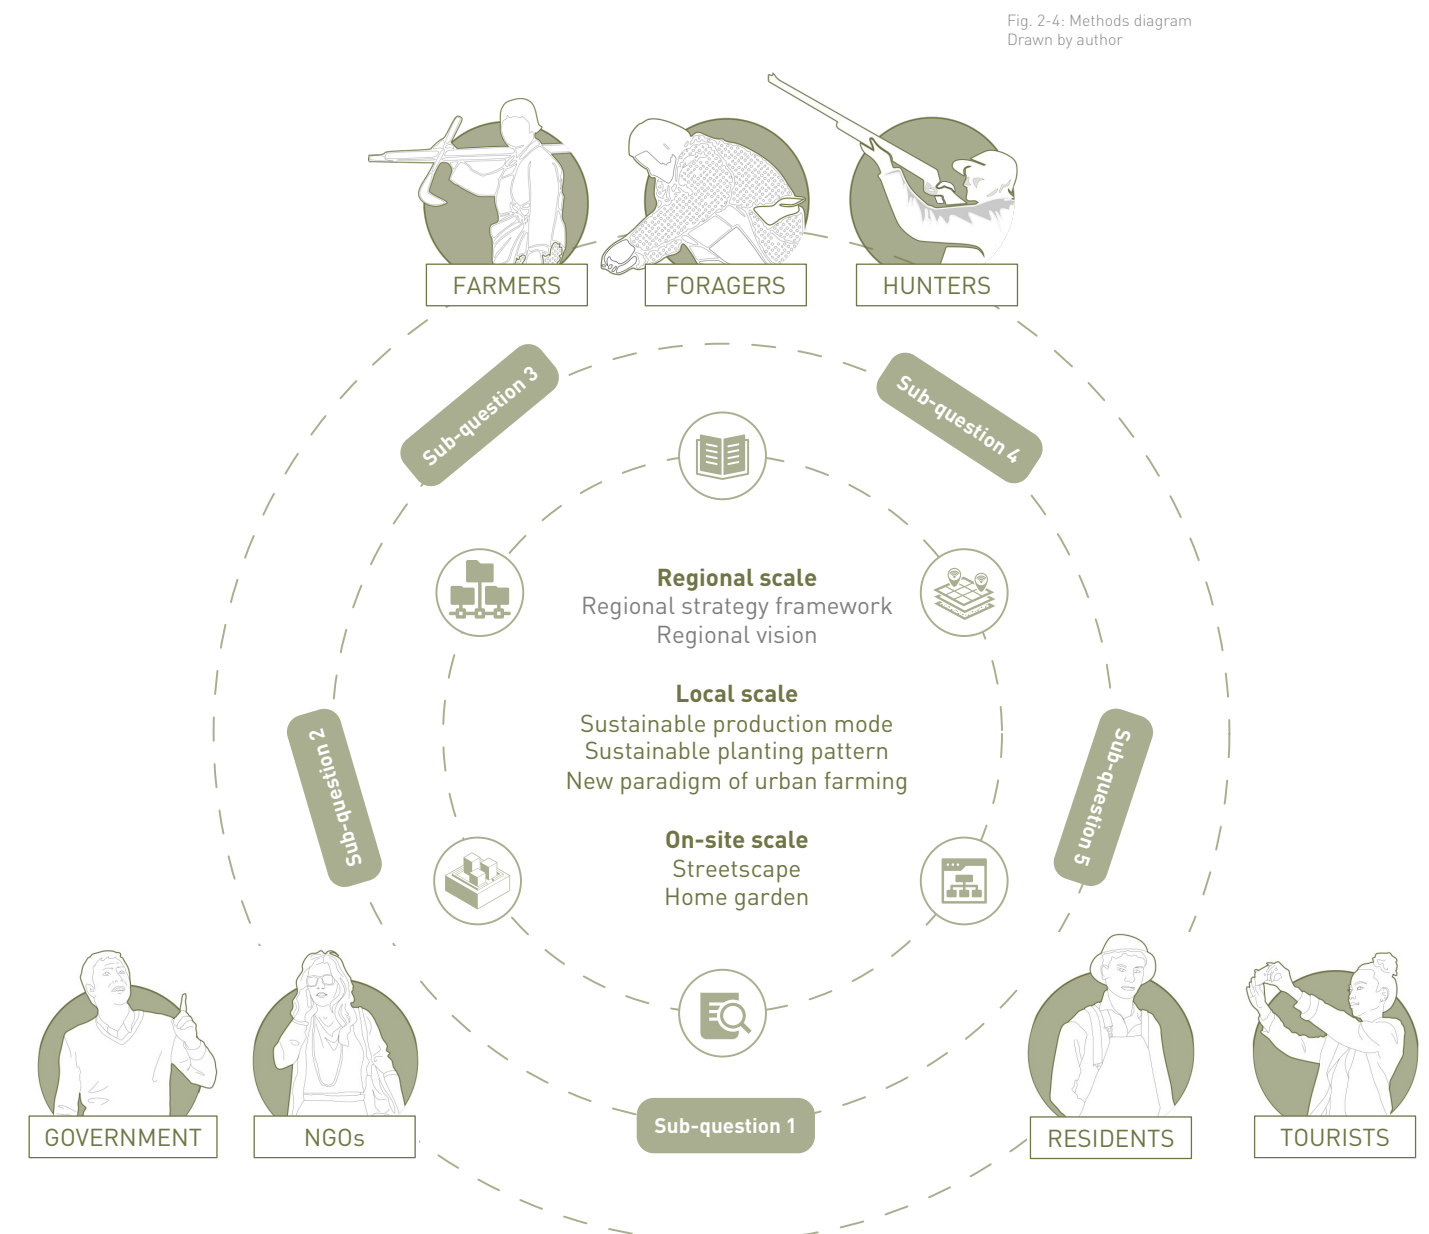 Fig. 2-4: Methods diagram
Drawn by author
FARMERS
FORAGERS
HUNTERS
Sub-question 3
Sub-question 4
Regional scale
Regional strategy framework
Regional vision
Local scale
Sustainable production mode
Sustainable planting pattern
New paradigm of urban farming
Sub-question 2
Sub-question 5
On-site scale
Streetscape
Home garden
Sub-question 1
GOVERNMENT
NGOs
RESIDENTS
TOURISTS